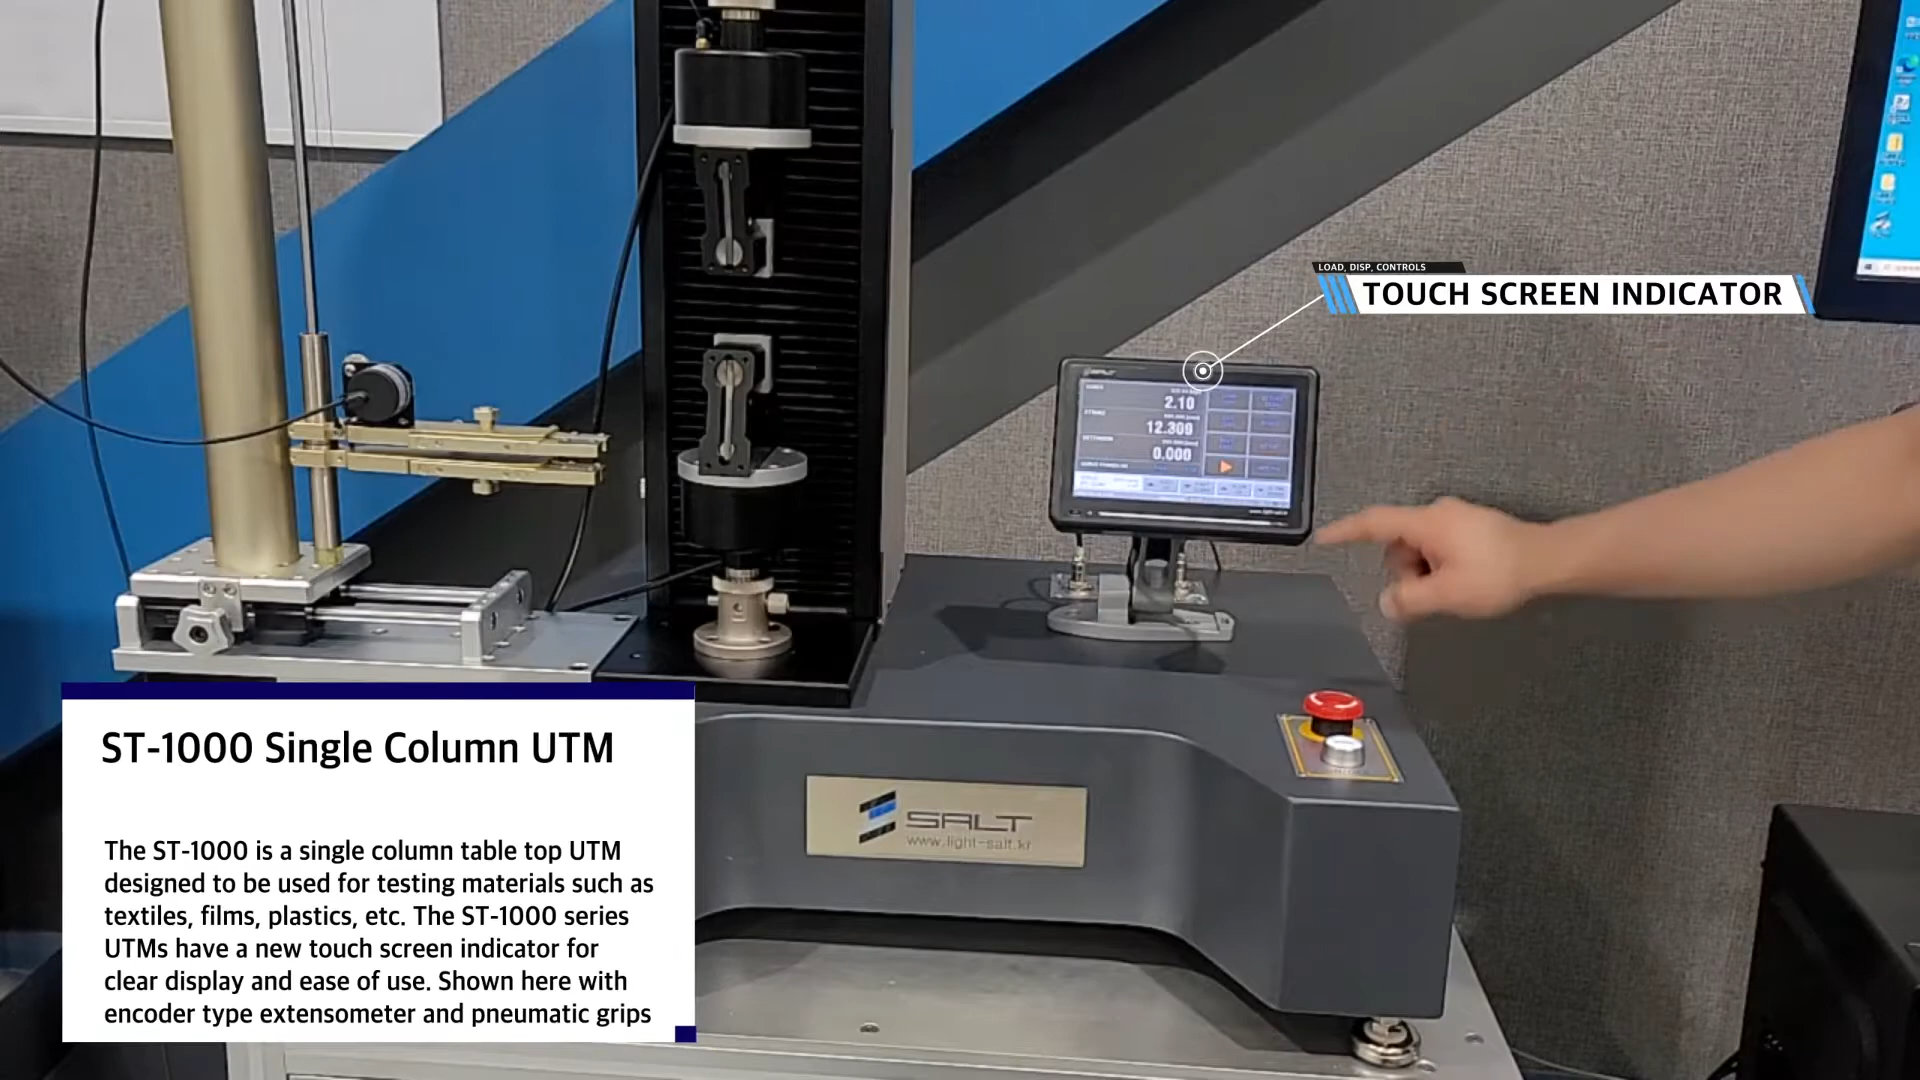 LOAD, DISP, CONTROLS
TOUCH SCREEN INDICATOR
SALT
2.10
12.309
0.000
SALT
www.light-salt.kr
ST-1000 Single Column UTM
The ST-1000 is a single column table top UTM
designed to be used for testing materials such as
textiles, films, plastics, etc. The ST-1000 series
UTMs have a new touch screen indicator for
clear display and ease of use. Shown here with
encoder type extensometer and pneumatic grips